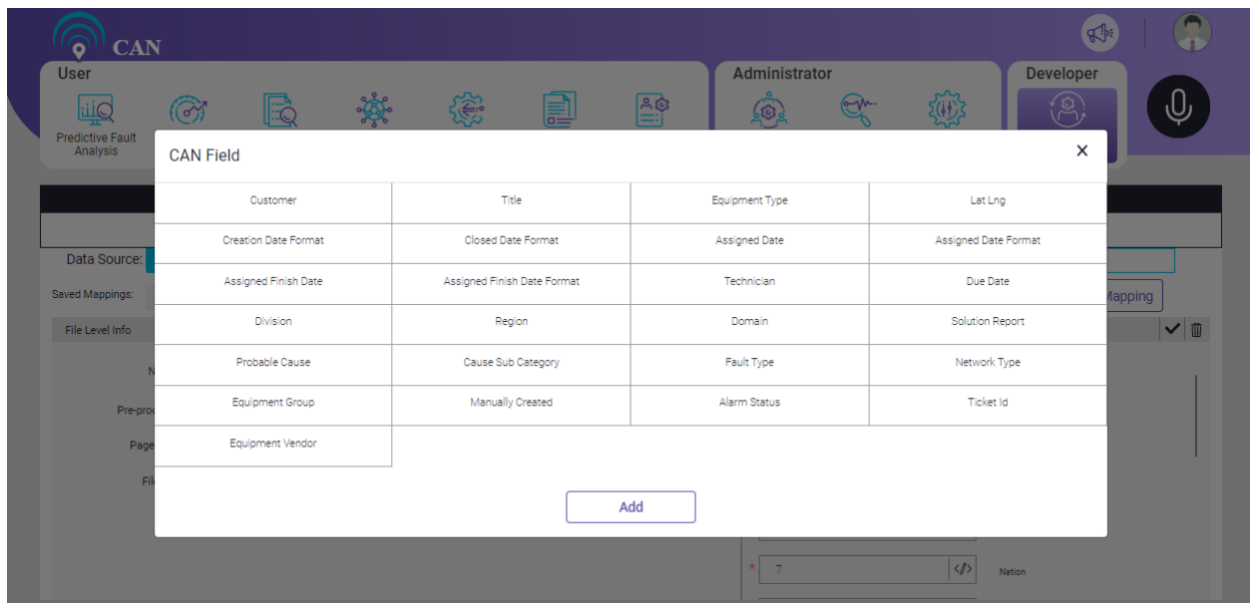 CAN
User
Administrator
Developer
Predictive Fault
Analysis
CAN Field
×
Customer
Title
Equipment Type
Lat Lng
Creation Date Format
Closed Date Format
Assigned Date
Assigned Date Format
Data Source:
Assigned Finish Date
Assigned Finish Date Format
Technician
Due Date
Saved Mappings:
Mapping
Division
Region
Domain
Solution Report
File Level Info
Probable Cause
Cause Sub Category
Fault Type
Network Type
Equipment Group
Manually Created
Alarm Status
Ticket Id
Page
Equipment Vendor
Add
* 7
</>
Nation